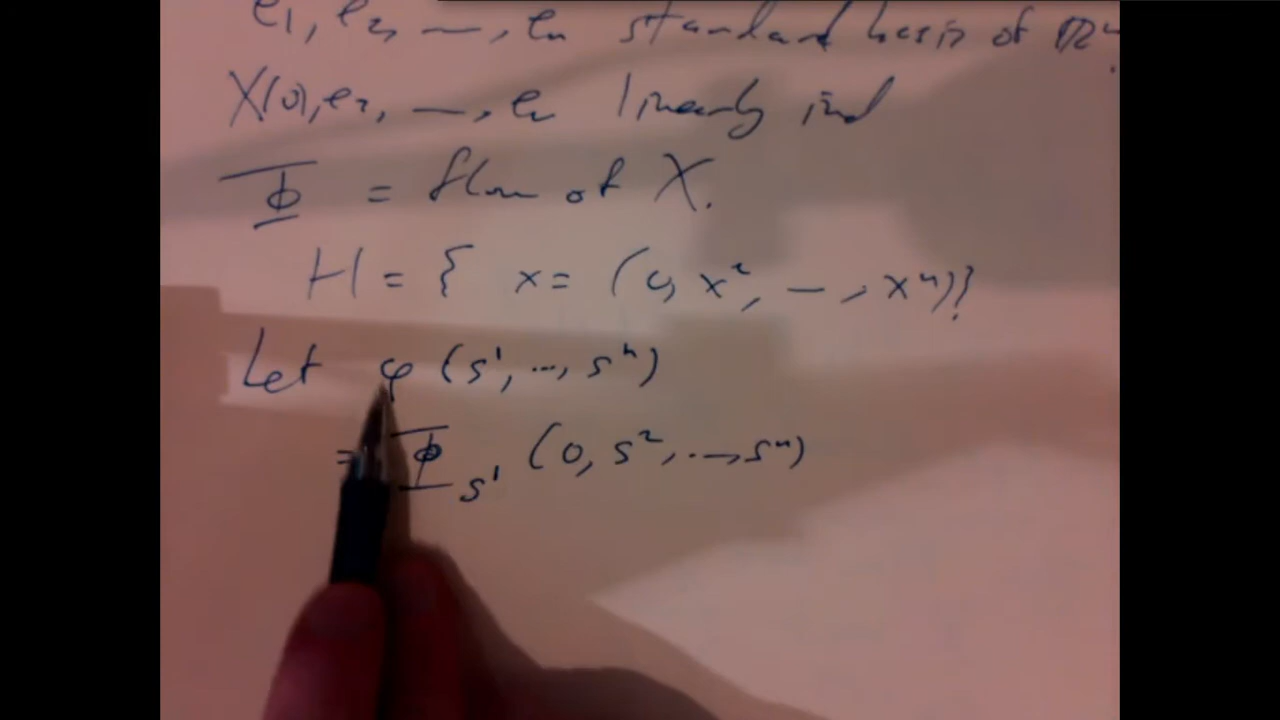 e₁, e₂, —, eₙ standard basis of ℝⁿ.
X(0), e₂, —, eₙ linearly ind
Φ = flow of X.
H = { x = (0, x², —, xⁿ)}
Let φ (s¹, ..., sⁿ)
= Φ_s¹ (0, s², ..., sⁿ)